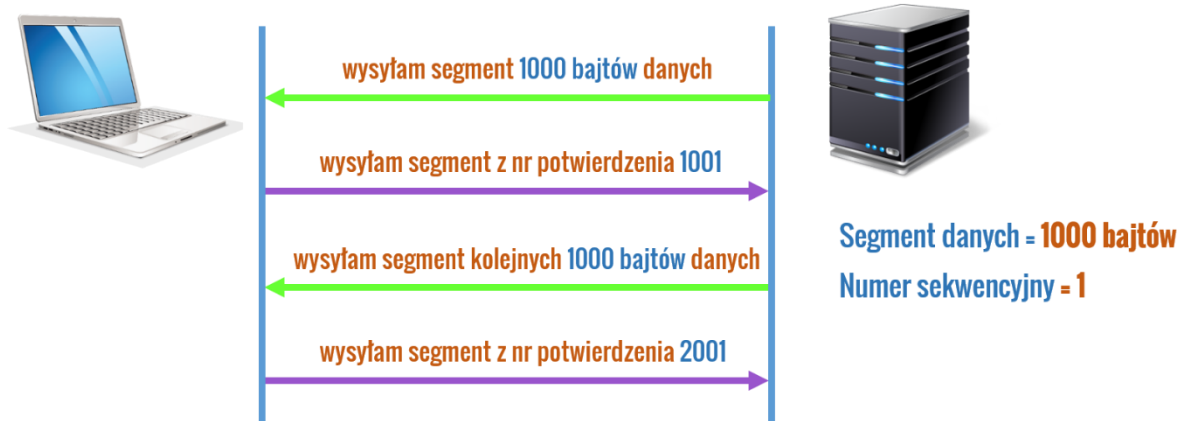 wysyłam segment 1000 bajtów danych
wysyłam segment z nr potwierdzenia 1001
wysyłam segment kolejnych 1000 bajtów danych
wysyłam segment z nr potwierdzenia 2001
Segment danych = 1000 bajtów
Numer sekwencyjny = 1